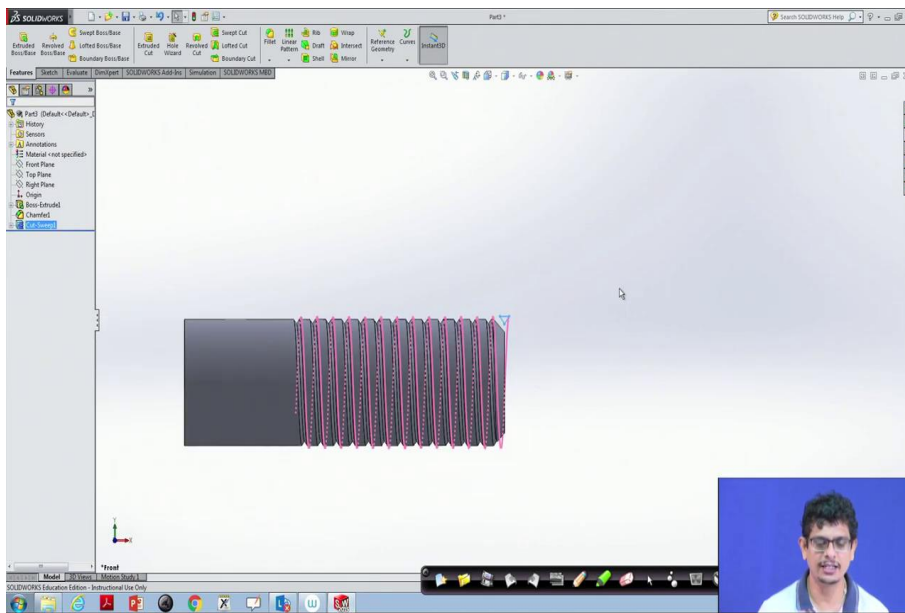 SOLIDWORKS
Part3 *
Search SOLIDWORKS Help
Extruded Boss/Base
Revolved Boss/Base
Swept Boss/Base
Lofted Boss/Base
Boundary Boss/Base
Extruded Cut
Hole Wizard
Revolved Cut
Swept Cut
Lofted Cut
Boundary Cut
Fillet
Linear Pattern
Rib
Draft
Shell
Wrap
Intersect
Mirror
Reference Geometry
Curves
Instant3D
Features Sketch Evaluate DimXpert SOLIDWORKS Add-Ins Simulation SOLIDWORKS MBD
Part3 (Default<<Default>_D
History
Sensors
Annotations
Material <not specified>
Front Plane
Top Plane
Right Plane
Origin
Boss-Extrude1
Chamfer1
Cut-Sweep1
Y
X
*Front
Model 3D Views Motion Study 1
SOLIDWORKS Education Edition - Instructional Use Only